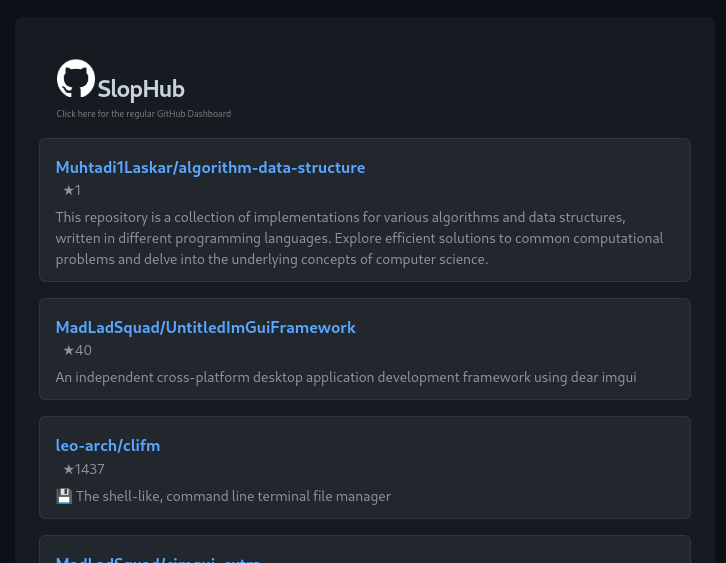 SlopHub
Click here for the regular GitHub Dashboard
Muhtadi1Laskar/algorithm-data-structure
★1
This repository is a collection of implementations for various algorithms and data structures,
written in different programming languages. Explore efficient solutions to common computational
problems and delve into the underlying concepts of computer science.
MadLadSquad/UntitledImGuiFramework
★40
An independent cross-platform desktop application development framework using dear imgui
leo-arch/clifm
★1437
💾 The shell-like, command line terminal file manager